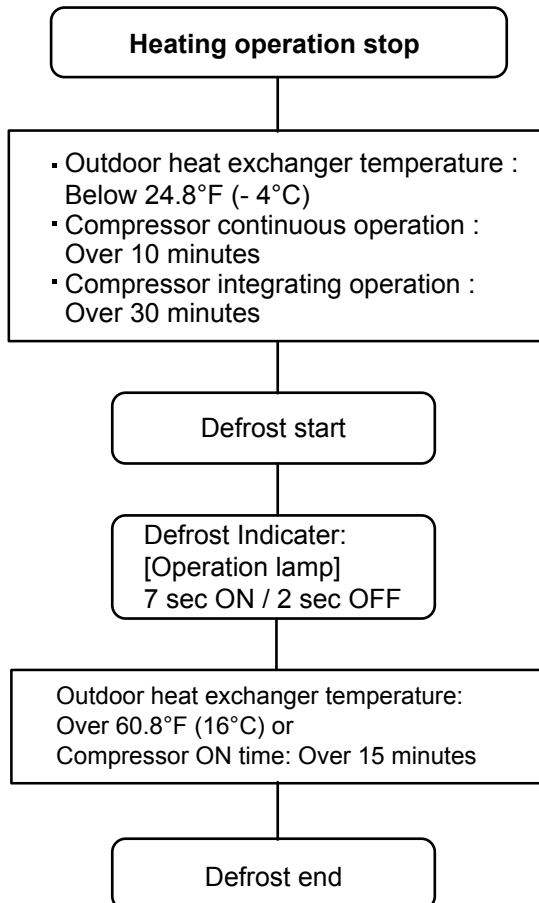 Heating operation stop
▪ Outdoor heat exchanger temperature :
Below 24.8°F (- 4°C)
▪ Compressor continuous operation :
Over 10 minutes
▪ Compressor integrating operation :
Over 30 minutes
Defrost start
Defrost Indicater:
[Operation lamp]
7 sec ON / 2 sec OFF
Outdoor heat exchanger temperature:
Over 60.8°F (16°C) or
Compressor ON time: Over 15 minutes
Defrost end